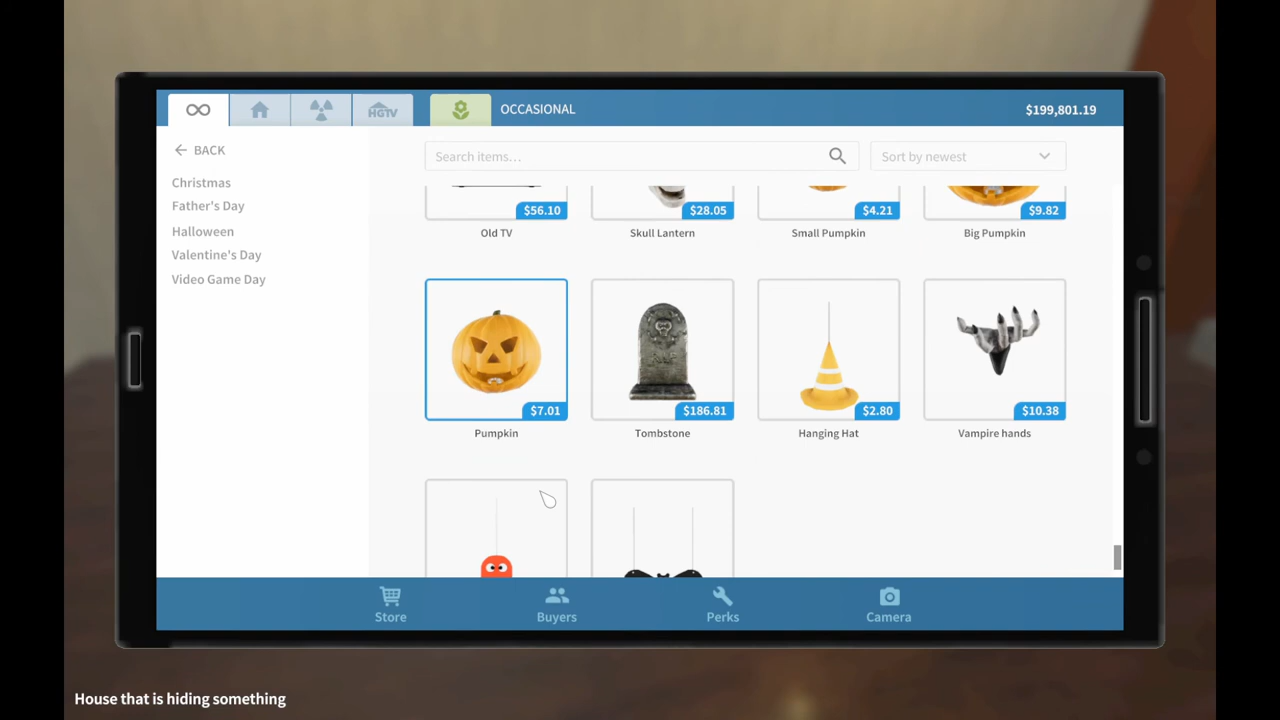 HGTV OCCASIONAL $199,801.19
BACK
Search items... Sort by newest
Christmas
Father's Day
Halloween
Valentine's Day
Video Game Day
$56.10 $28.05 $4.21 $9.82
Old TV Skull Lantern Small Pumpkin Big Pumpkin
$7.01 $186.81 $2.80 $10.38
Pumpkin Tombstone Hanging Hat Vampire hands
Store Buyers Perks Camera
House that is hiding something